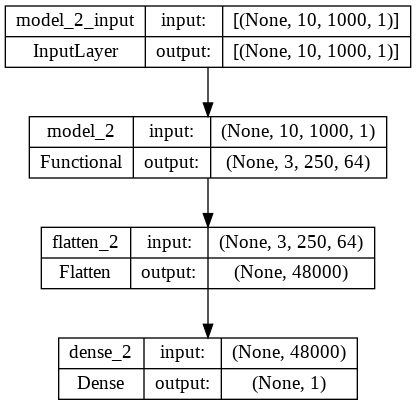 model_2_input input: [(None, 10, 1000, 1)]
InputLayer output: [(None, 10, 1000, 1)]
model_2 input: (None, 10, 1000, 1)
Functional output: (None, 3, 250, 64)
flatten_2 input: (None, 3, 250, 64)
Flatten output: (None, 48000)
dense_2 input: (None, 48000)
Dense output: (None, 1)